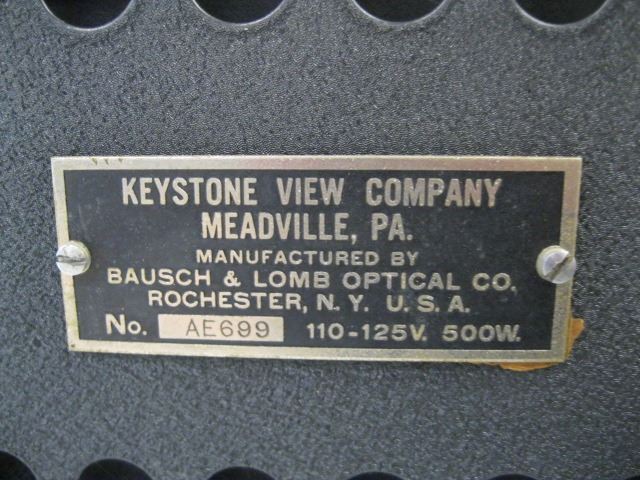 KEYSTONE VIEW COMPANY
MEADVILLE, PA.
MANUFACTURED BY
BAUSCH & LOMB OPTICAL CO.
ROCHESTER, N.Y. U.S.A.
No. AE699 110-125V. 500W.